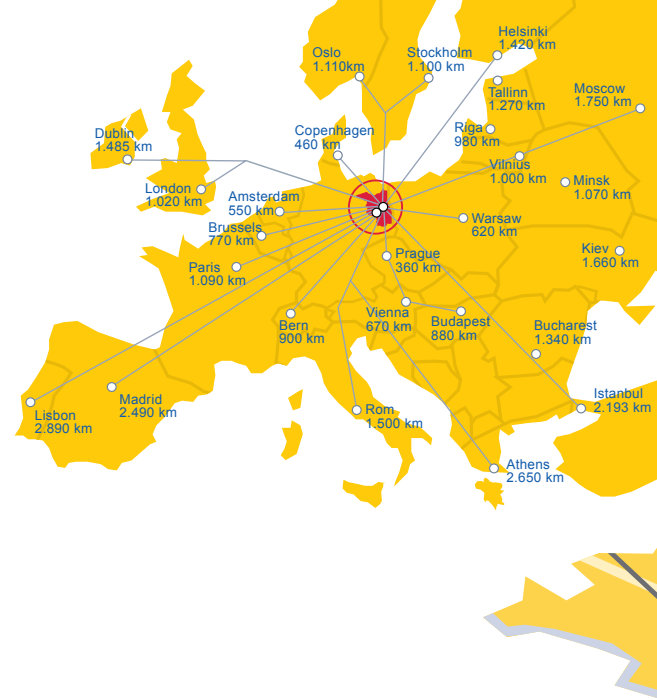 Helsinki
1.420 km
Oslo
1.110km
Stockholm
1.100 km
Moscow
1.750 km
Tallinn
1.270 km
Dublin
1.485 km
Copenhagen
460 km
Riga
980 km
Vilnius
1.000 km
Minsk
1.070 km
London
1.020 km
Amsterdam
550 km
Brussels
770 km
Warsaw
620 km
Kiev
1.660 km
Prague
360 km
Paris
1.090 km
Vienna
670 km
Budapest
880 km
Bern
900 km
Bucharest
1.340 km
Istanbul
2.193 km
Madrid
2.490 km
Lisbon
2.890 km
Rom
1.500 km
Athens
2.650 km